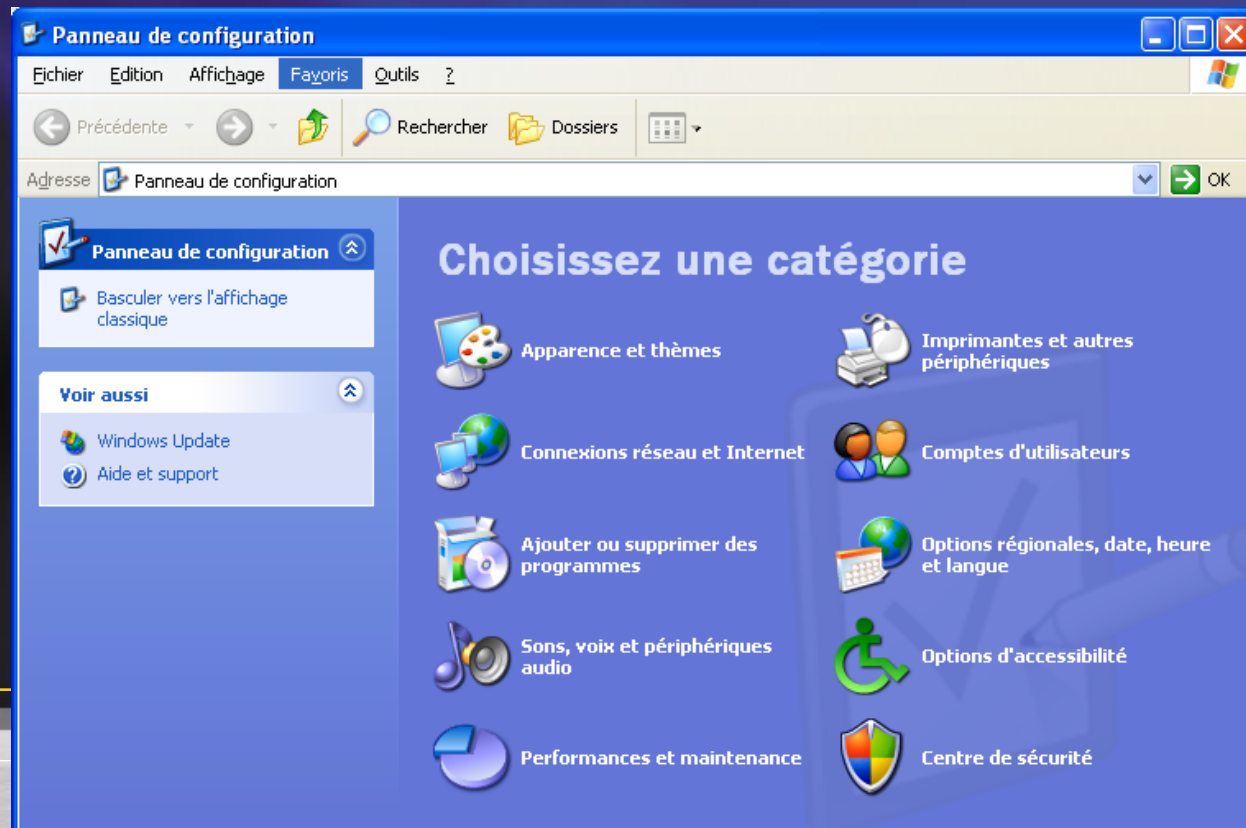 Panneau de configuration
Fichier Edition Affichage Favoris Outils ?
Précédente Rechercher Dossiers
Adresse Panneau de configuration OK
Panneau de configuration
Basculer vers l'affichage
classique
Voir aussi
Windows Update
Aide et support
Choisissez une catégorie
Apparence et thèmes
Imprimantes et autres
périphériques
Connexions réseau et Internet
Comptes d'utilisateurs
Ajouter ou supprimer des
programmes
Options régionales, date, heure
et langue
Sons, voix et périphériques
audio
Options d'accessibilité
Performances et maintenance
Centre de sécurité